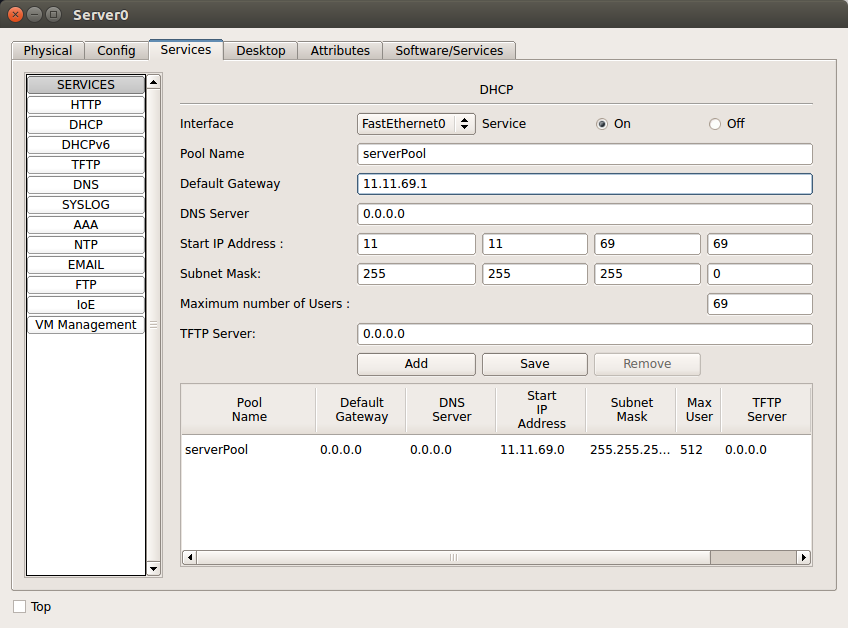 Server0
Physical Config Services Desktop Attributes Software/Services
SERVICES
HTTP
DHCP
DHCPv6
TFTP
DNS
SYSLOG
AAA
NTP
EMAIL
FTP
IoE
VM Management
DHCP
Interface FastEthernet0 Service On Off
Pool Name serverPool
Default Gateway 11.11.69.1
DNS Server 0.0.0.0
Start IP Address : 11 11 69 69
Subnet Mask: 255 255 255 0
Maximum number of Users : 69
TFTP Server: 0.0.0.0
Add Save Remove
Pool Name Default Gateway DNS Server Start IP Address Subnet Mask Max User TFTP Server
serverPool 0.0.0.0 0.0.0.0 11.11.69.0 255.255.25... 512 0.0.0.0
Top